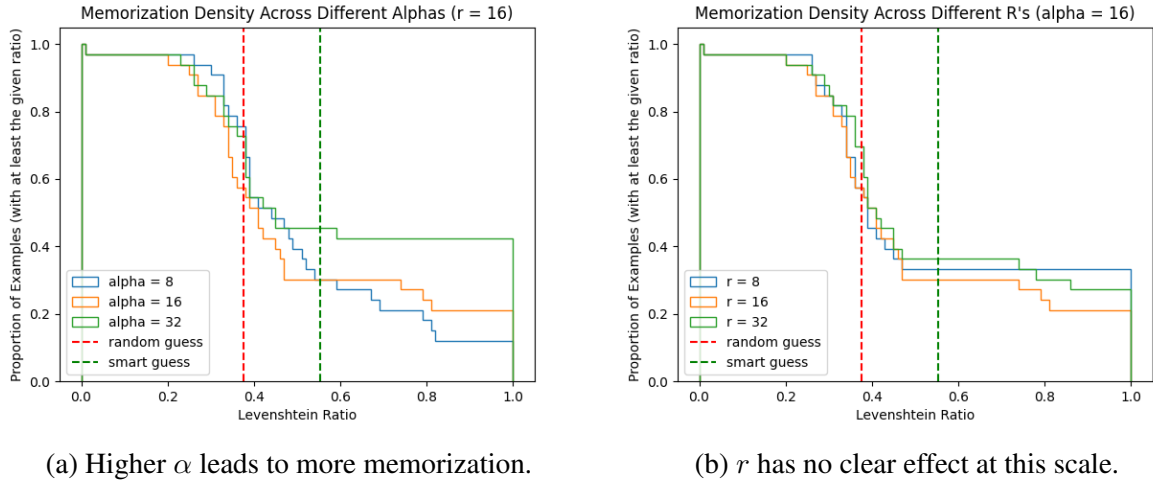 Memorization Density Across Different Alphas (r = 16)
Proportion of Examples (with at least the given ratio)
1.0
0.8
0.6
0.4
0.2
0.0
alpha = 8
alpha = 16
alpha = 32
random guess
smart guess
0.0 0.2 0.4 0.6 0.8 1.0
Levenshtein Ratio
(a) Higher α leads to more memorization.
Memorization Density Across Different R's (alpha = 16)
Proportion of Examples (with at least the given ratio)
1.0
0.8
0.6
0.4
0.2
0.0
r = 8
r = 16
r = 32
random guess
smart guess
0.0 0.2 0.4 0.6 0.8 1.0
Levenshtein Ratio
(b) r has no clear effect at this scale.